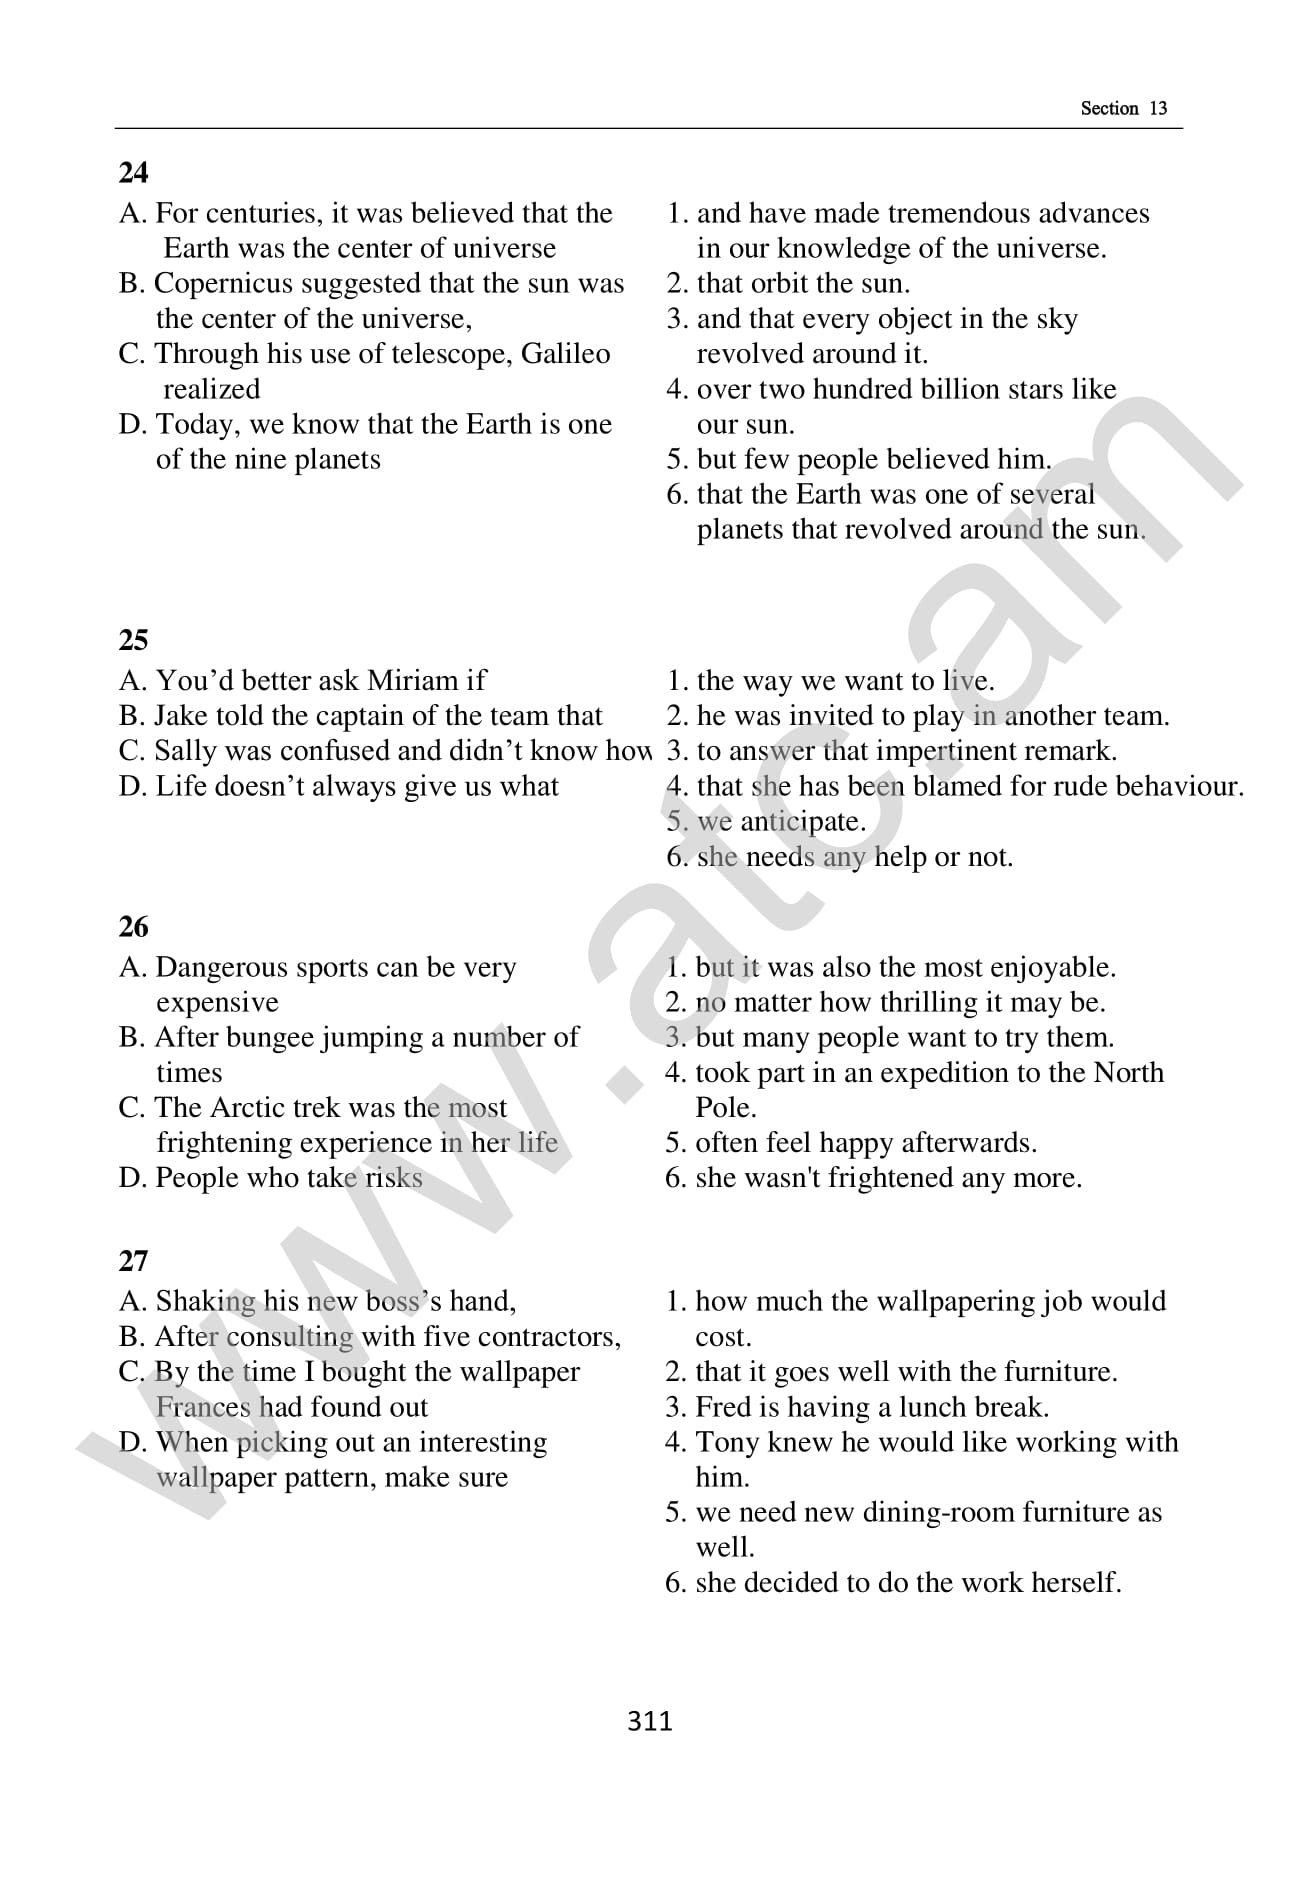 Section 13
24
A. For centuries, it was believed that the
Earth was the center of universe
B. Copernicus suggested that the sun was
the center of the universe,
C. Through his use of telescope, Galileo
realized
D. Today, we know that the Earth is one
of the nine planets
1. and have made tremendous advances
in our knowledge of the universe.
2. that orbit the sun.
3. and that every object in the sky
revolved around it.
4. over two hundred billion stars like
our sun.
5. but few people believed him.
6. that the Earth was one of several
planets that revolved around the sun.
25
A. You’d better ask Miriam if
B. Jake told the captain of the team that
C. Sally was confused and didn’t know how
D. Life doesn’t always give us what
1. the way we want to live.
2. he was invited to play in another team.
3. to answer that impertinent remark.
4. that she has been blamed for rude behaviour.
5. we anticipate.
6. she needs any help or not.
26
A. Dangerous sports can be very
expensive
B. After bungee jumping a number of
times
C. The Arctic trek was the most
frightening experience in her life
D. People who take risks
1. but it was also the most enjoyable.
2. no matter how thrilling it may be.
3. but many people want to try them.
4. took part in an expedition to the North
Pole.
5. often feel happy afterwards.
6. she wasn't frightened any more.
27
A. Shaking his new boss’s hand,
B. After consulting with five contractors,
C. By the time I bought the wallpaper
Frances had found out
D. When picking out an interesting
wallpaper pattern, make sure
1. how much the wallpapering job would
cost.
2. that it goes well with the furniture.
3. Fred is having a lunch break.
4. Tony knew he would like working with
him.
5. we need new dining-room furniture as
well.
6. she decided to do the work herself.
311
www.atc.am